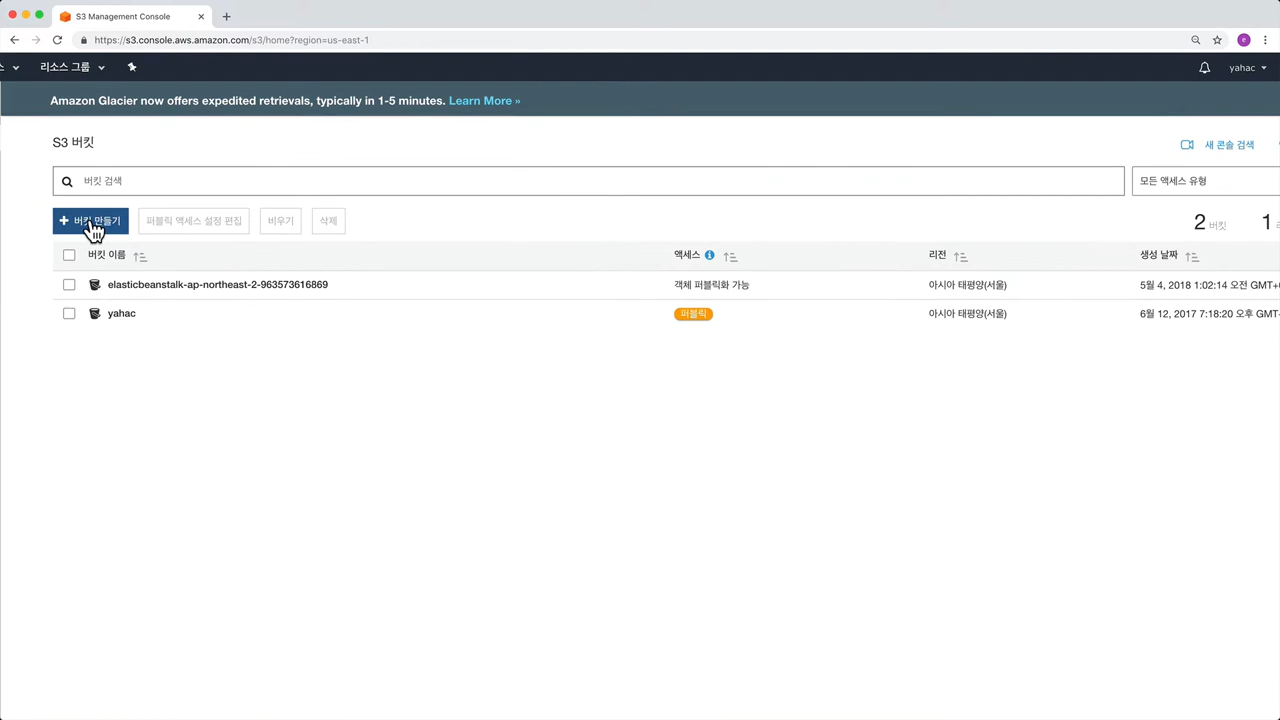 S3 Management Console
https://s3.console.aws.amazon.com/s3/home?region=us-east-1
리소스 그룹
yahac
Amazon Glacier now offers expedited retrievals, typically in 1-5 minutes. Learn More »
S3 버킷
새 콘솔 검색
버킷 검색
모든 액세스 유형
버킷 만들기
퍼블릭 액세스 설정 편집
비우기
삭제
2 버킷
1
버킷 이름
액세스
리전
생성 날짜
elasticbeanstalk-ap-northeast-2-963573616869
객체 퍼블릭화 가능
아시아 태평양(서울)
5월 4, 2018 1:02:14 오전 GMT+
yahac
퍼블릭
아시아 태평양(서울)
6월 12, 2017 7:18:20 오후 GMT